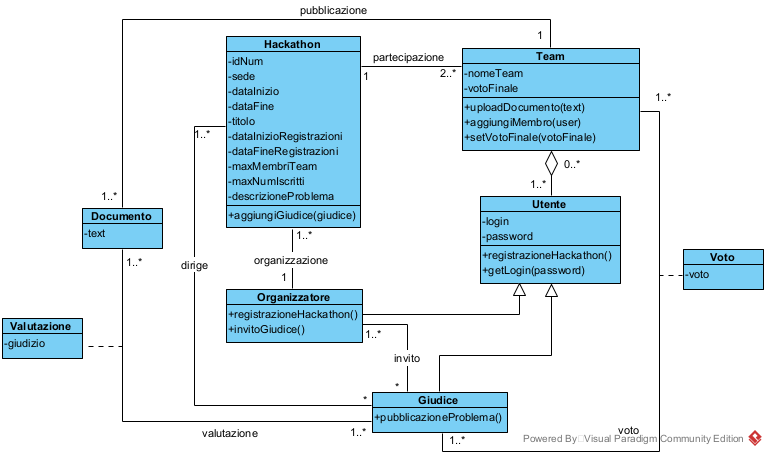 pubblicazione
1
Hackathon
-idNum
-sede
-dataInizio
-dataFine
-titolo
-dataInizioRegistrazioni
-dataFineRegistrazioni
-maxMembriTeam
-maxNumIscritti
-descrizioneProblema
+aggiungiGiudice(giudice)
partecipazione
1
2..*
Team
-nomeTeam
-votoFinale
+uploadDocumento(text)
+aggiungiMembro(user)
+setVotoFinale(votoFinale)
1..*
1..*
0..*
1..*
1..*
Documento
-text
1..*
Utente
-login
-password
+registrazioneHackathon()
+getLogin(password)
1..*
organizzazione
1
dirige
Voto
-voto
Organizzatore
+registrazioneHackathon()
+invitoGiudice()
1..*
Valutazione
-giudizio
invito
*
*
Giudice
+pubblicazioneProblema()
valutazione
1..*
1..*
voto
Powered By Visual Paradigm Community Edition